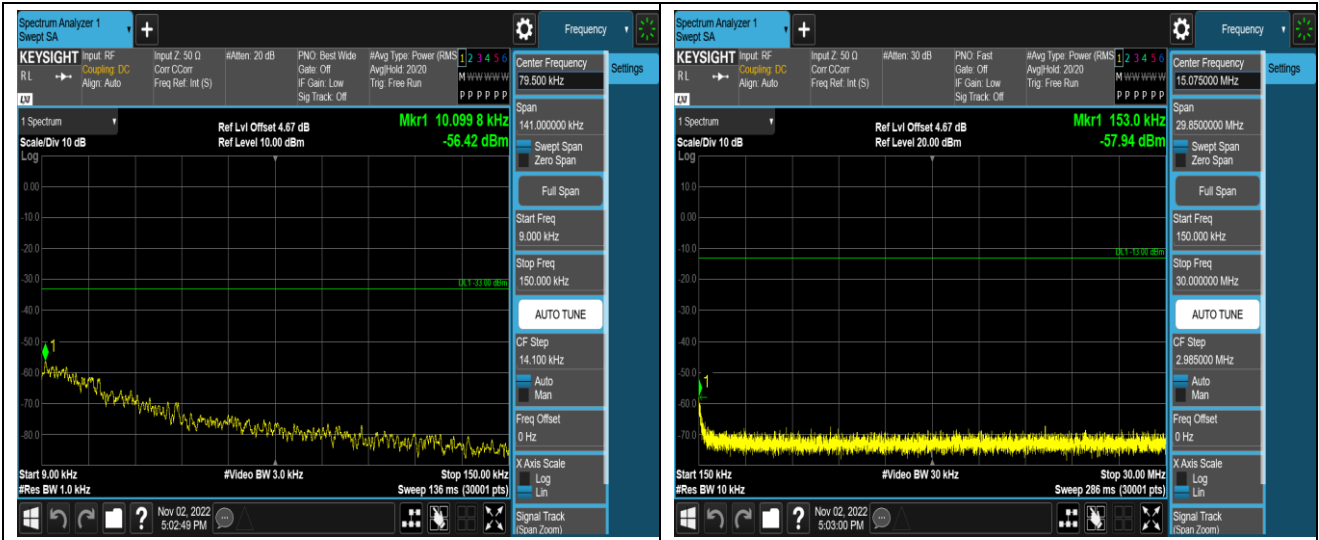 Spectrum Analyzer 1
Swept SA
+
Frequency
KEYSIGHT
Input: RF
Input Z: 50 Ω
#Atten: 20 dB
PNO: Best Wide
#Avg Type: Power (RMS
1 2 3 4 5 6
Coupling: DC
Corr CCorr
Gate: Off
Avg|Hold: 20/20
RL
Align: Auto
Freq Ref: Int (S)
IF Gain: Low
Trig: Free Run
M W W W W W
Sig Track: Off
P P P P P P
LXI
1 Spectrum
Ref Lvl Offset 4.67 dB
Mkr1 10.099 8 kHz
Scale/Div 10 dB
Ref Level 10.00 dBm
-56.42 dBm
Log
0.00
-10.0
-20.0
-30.0
DL1 -33.00 dBm
-40.0
-50.0
1
-60.0
-70.0
-80.0
Start 9.00 kHz
#Video BW 3.0 kHz
Stop 150.00 kHz
#Res BW 1.0 kHz
Sweep 136 ms (30001 pts)
?
Nov 02, 2022
5:02:49 PM
Center Frequency
79.500 kHz
Settings
Span
141.000000 kHz
Swept Span
Zero Span
Full Span
Start Freq
9.000 kHz
Stop Freq
150.000 kHz
AUTO TUNE
CF Step
14.100 kHz
Auto
Man
Freq Offset
0 Hz
X Axis Scale
Log
Lin
Signal Track
(Span Zoom)
Spectrum Analyzer 1
Swept SA
+
Frequency
KEYSIGHT
Input: RF
Input Z: 50 Ω
#Atten: 30 dB
PNO: Fast
#Avg Type: Power (RMS
1 2 3 4 5 6
Coupling: DC
Corr CCorr
Gate: Off
Avg|Hold: 20/20
RL
Align: Auto
Freq Ref: Int (S)
IF Gain: Low
Trig: Free Run
M W W W W W
Sig Track: Off
P P P P P P
LXI
1 Spectrum
Ref Lvl Offset 4.67 dB
Mkr1 153.0 kHz
Scale/Div 10 dB
Ref Level 20.00 dBm
-57.94 dBm
Log
10.0
0.00
-10.0
DL1 -13.00 dBm
-20.0
-30.0
-40.0
-50.0
1
-60.0
-70.0
Start 150 kHz
#Video BW 30 kHz
Stop 30.00 MHz
#Res BW 10 kHz
Sweep 286 ms (30001 pts)
?
Nov 02, 2022
5:03:00 PM
Center Frequency
15.075000 MHz
Settings
Span
29.8500000 MHz
Swept Span
Zero Span
Full Span
Start Freq
150.000 kHz
Stop Freq
30.000000 MHz
AUTO TUNE
CF Step
2.985000 MHz
Auto
Man
Freq Offset
0 Hz
X Axis Scale
Log
Lin
Signal Track
(Span Zoom)